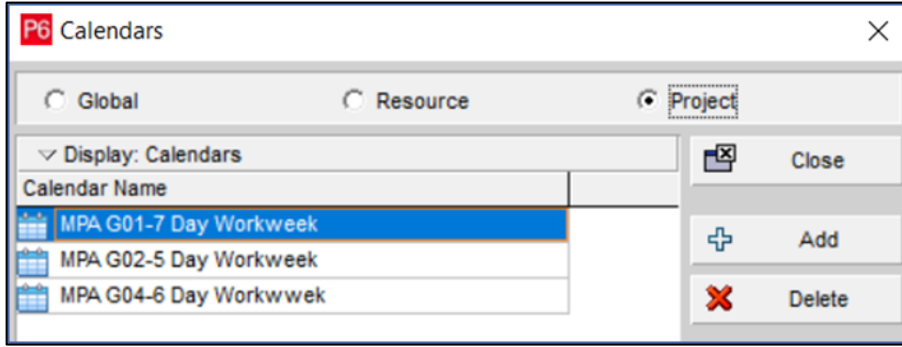 P6 Calendars
Global Resource Project
Display: Calendars
Close
Calendar Name
MPA G01-7 Day Workweek
Add
MPA G02-5 Day Workweek
MPA G04-6 Day Workwwek
Delete